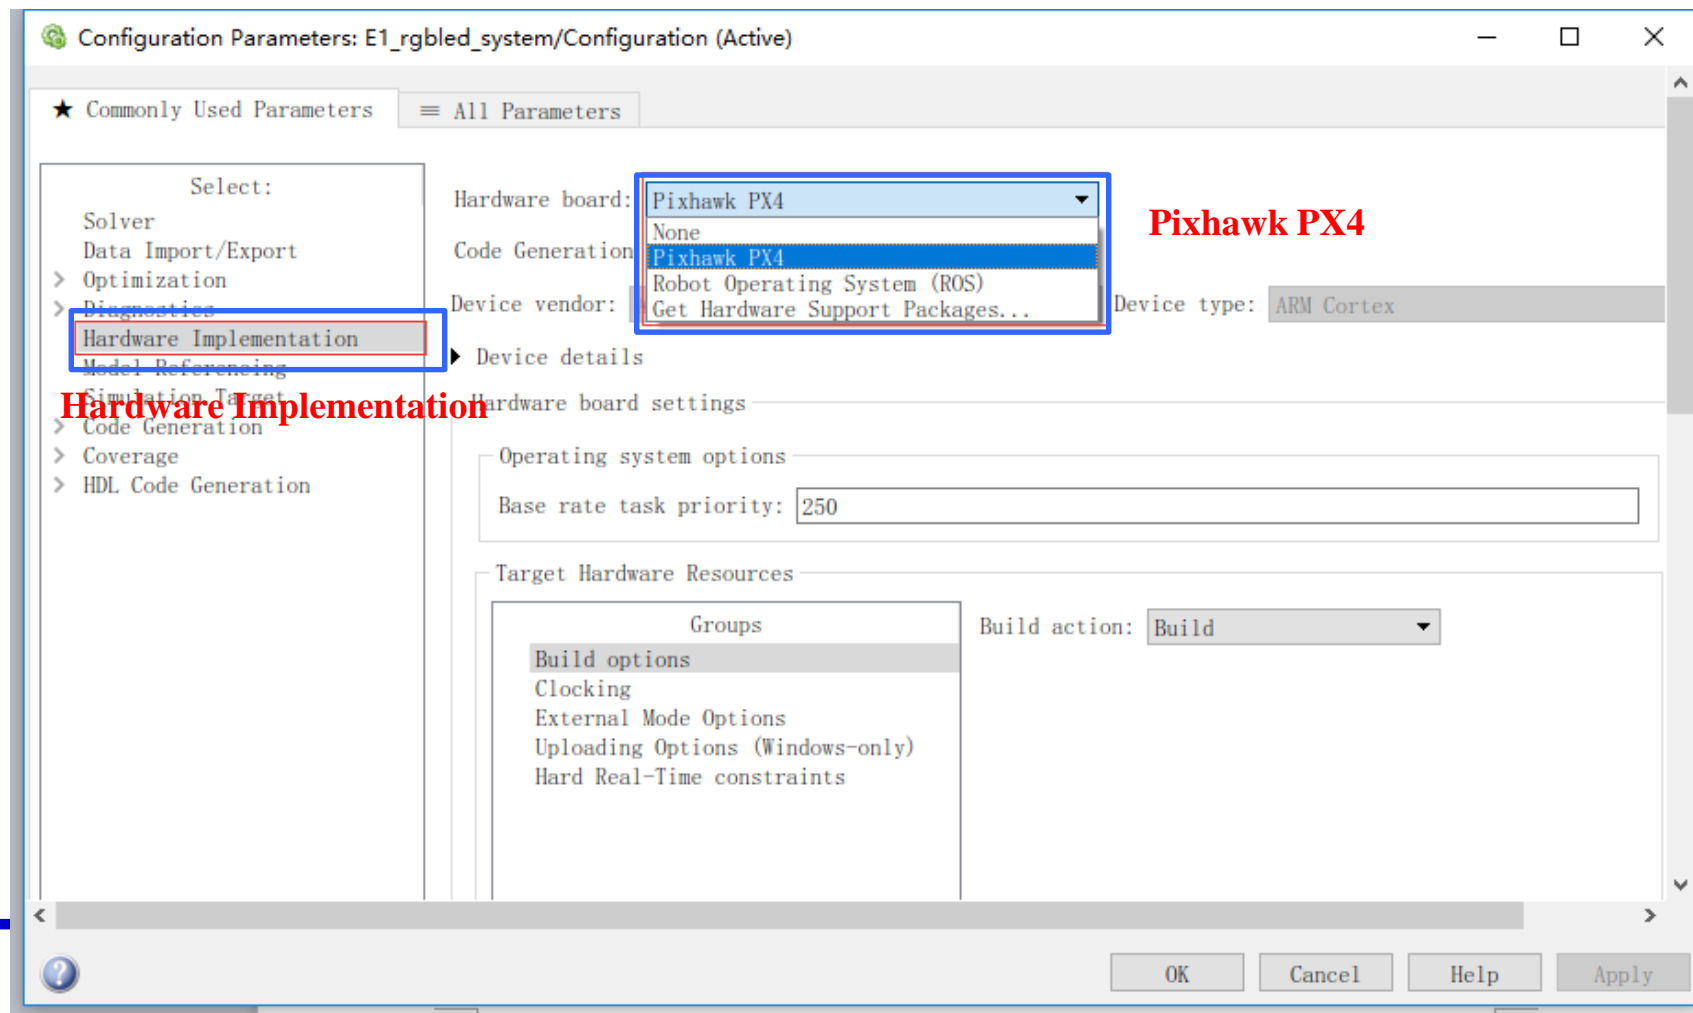 Configuration Parameters: E1_rgbled_system/Configuration (Active)
★ Commonly Used Parameters
≡ All Parameters
Select:
Solver
Data Import/Export
> Optimization
> Diagnostics
Hardware Implementation
Model Referencing
Simulation Target
> Code Generation
> Coverage
> HDL Code Generation
Hardware Implementation
Hardware board: Pixhawk PX4
None
Pixhawk PX4
Robot Operating System (ROS)
Get Hardware Support Packages...
Pixhawk PX4
Code Generation
Device vendor:
Device type: ARM Cortex
Device details
Hardware board settings
Operating system options
Base rate task priority: 250
Target Hardware Resources
Groups
Build options
Clocking
External Mode Options
Uploading Options (Windows-only)
Hard Real-Time constraints
Build action: Build
OK
Cancel
Help
Apply